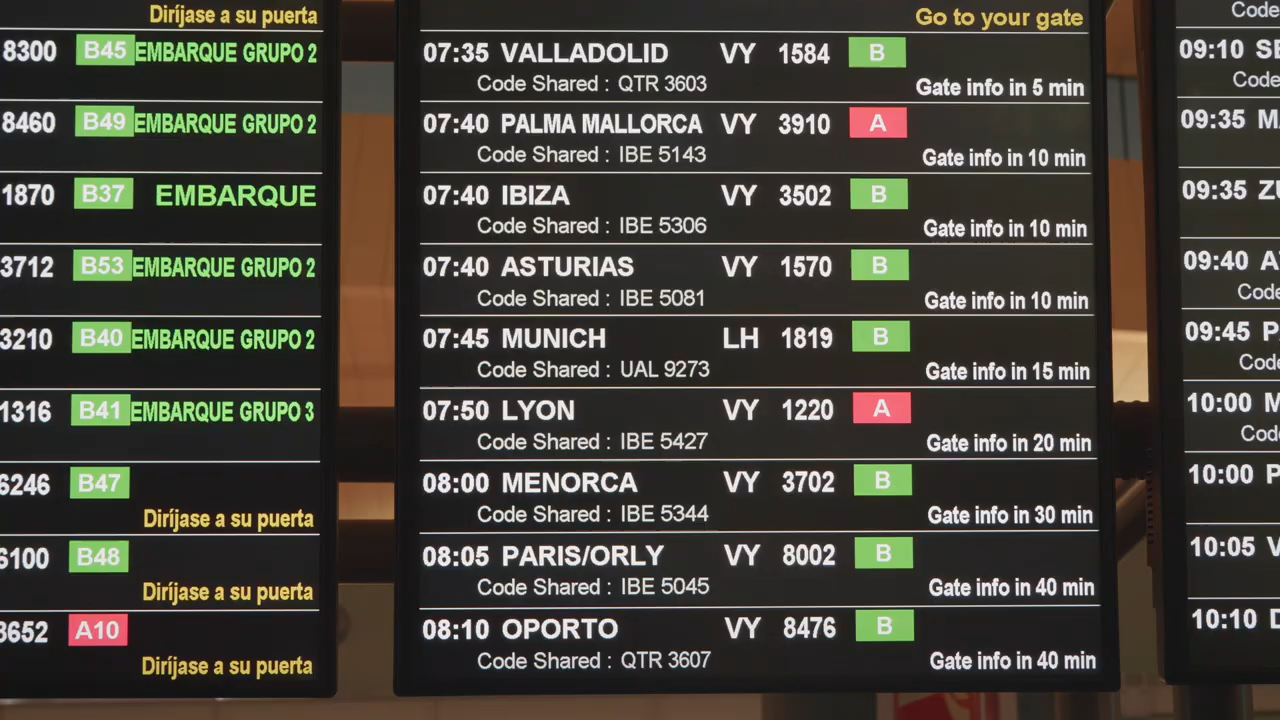 Diríjase a su puerta
8300 B45 EMBARQUE GRUPO 2
8460 B49 EMBARQUE GRUPO 2
1870 B37 EMBARQUE
3712 B53 EMBARQUE GRUPO 2
3210 B40 EMBARQUE GRUPO 2
1316 B41 EMBARQUE GRUPO 3
6246 B47
Diríjase a su puerta
6100 B48
Diríjase a su puerta
3652 A10
Diríjase a su puerta
Go to your gate
07:35 VALLADOLID VY 1584 B
Code Shared : QTR 3603 Gate info in 5 min
07:40 PALMA MALLORCA VY 3910 A
Code Shared : IBE 5143 Gate info in 10 min
07:40 IBIZA VY 3502 B
Code Shared : IBE 5306 Gate info in 10 min
07:40 ASTURIAS VY 1570 B
Code Shared : IBE 5081 Gate info in 10 min
07:45 MUNICH LH 1819 B
Code Shared : UAL 9273 Gate info in 15 min
07:50 LYON VY 1220 A
Code Shared : IBE 5427 Gate info in 20 min
08:00 MENORCA VY 3702 B
Code Shared : IBE 5344 Gate info in 30 min
08:05 PARIS/ORLY VY 8002 B
Code Shared : IBE 5045 Gate info in 40 min
08:10 OPORTO VY 8476 B
Code Shared : QTR 3607 Gate info in 40 min
Code
09:10 SE
Code
09:35 M
09:35 ZU
09:40 A
Code
09:45 P
Code
10:00 M
Code
10:00 P
10:05 V
10:10